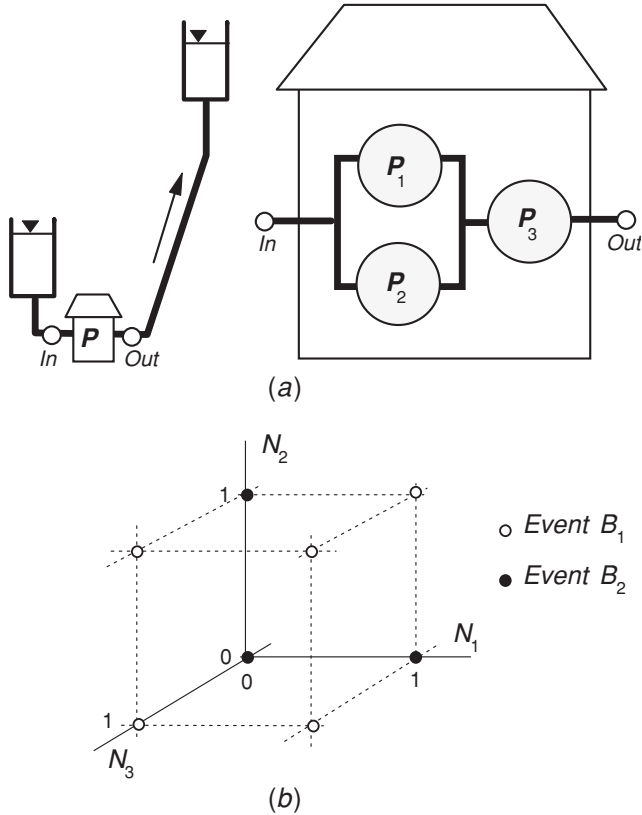 P
In
Out
P1
P2
P3
In
Out
(a)
N2
1
Event B1
Event B2
0
0
N1
1
1
N3
(b)